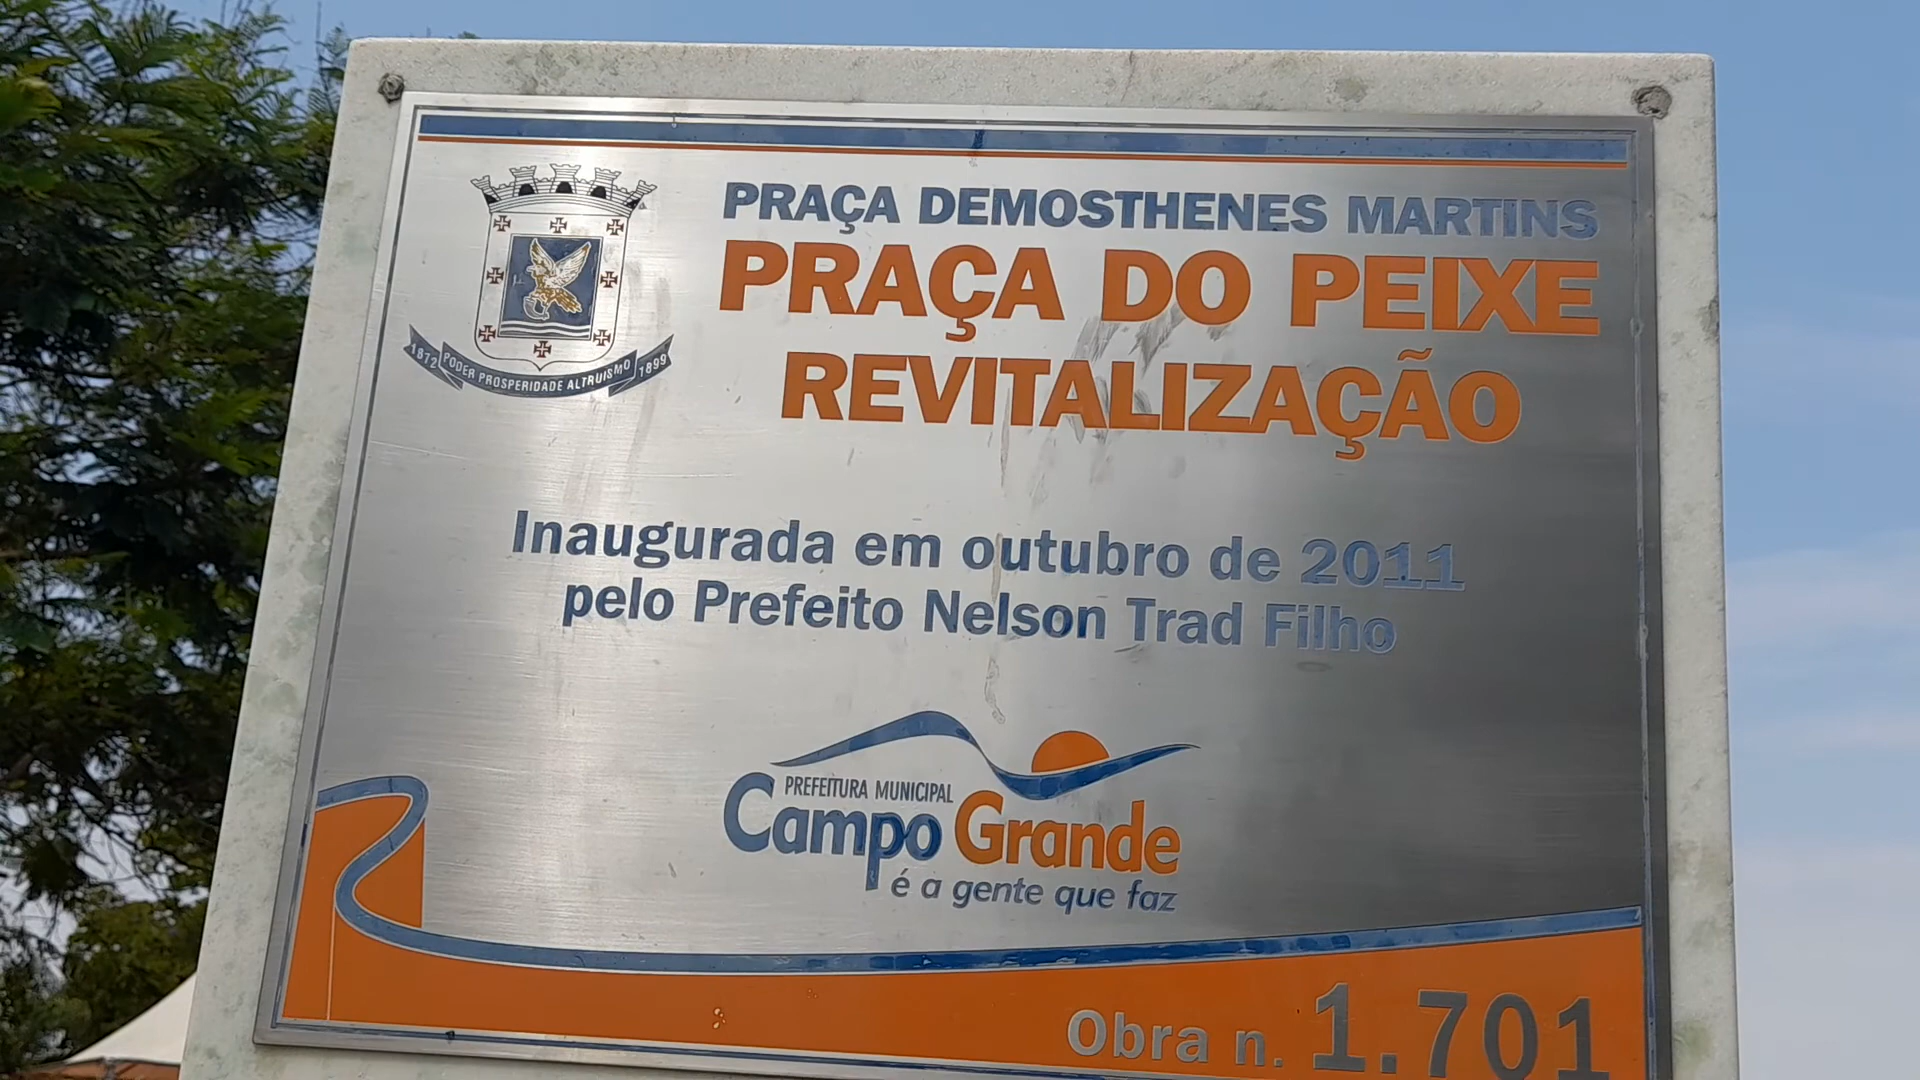 PRAÇA DEMOSTHENES MARTINS
PRAÇA DO PEIXE
REVITALIZAÇÃO
1872 PODER PROSPERIDADE ALTRUISMO 1899
Inaugurada em outubro de 2011
pelo Prefeito Nelson Trad Filho
PREFEITURA MUNICIPAL
Campo Grande
é a gente que faz
Obra n. 1.701